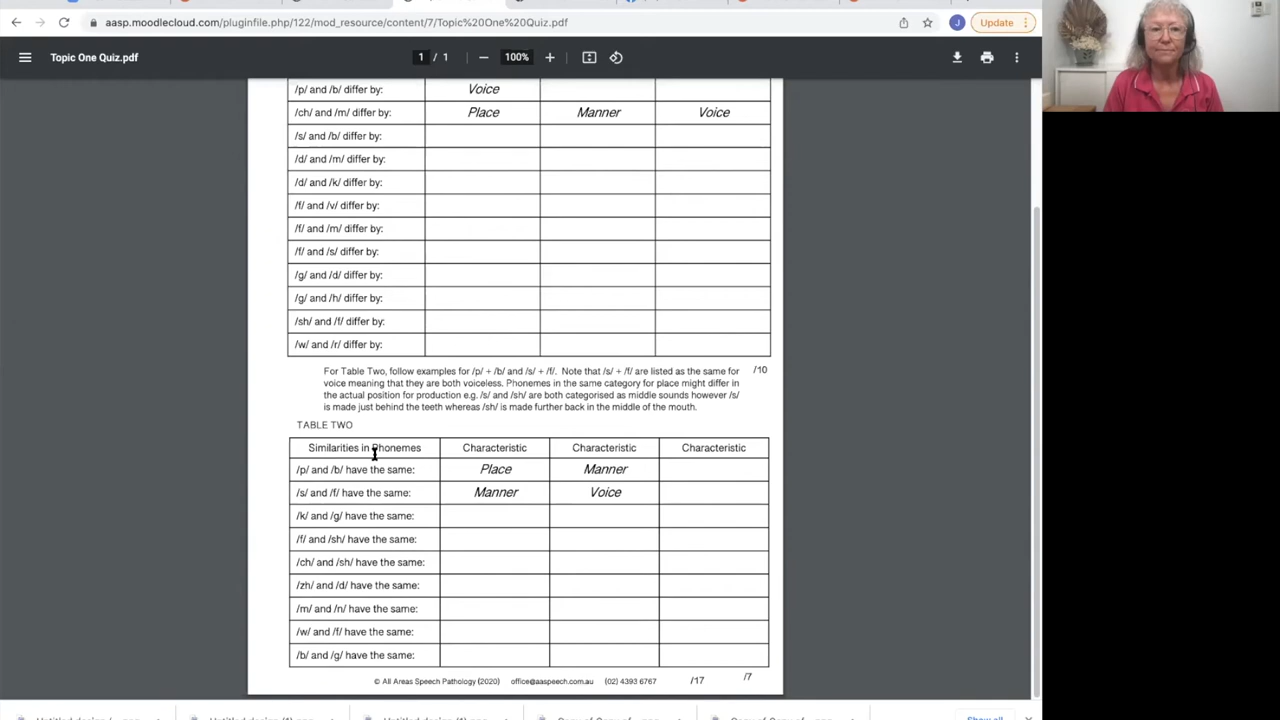 aasp.moodlecloud.com/pluginfile.php/122/mod_resource/content/7/Topic%20One%20Quiz.pdf
J Update
Topic One Quiz.pdf 1 / 1 100%
/p/ and /b/ differ by: Voice
/ch/ and /m/ differ by: Place Manner Voice
/s/ and /b/ differ by:
/d/ and /m/ differ by:
/d/ and /k/ differ by:
/f/ and /v/ differ by:
/f/ and /m/ differ by:
/f/ and /s/ differ by:
/g/ and /d/ differ by:
/g/ and /h/ differ by:
/sh/ and /f/ differ by:
/w/ and /r/ differ by:
For Table Two, follow examples for /p/ + /b/ and /s/ + /f/. Note that /s/ + /f/ are listed as the same for /10
voice meaning that they are both voiceless. Phonemes in the same category for place might differ in
the actual position for production e.g. /s/ and /sh/ are both categorised as middle sounds however /s/
is made just behind the teeth whereas /sh/ is made further back in the middle of the mouth.
TABLE TWO
Similarities in Phonemes Characteristic Characteristic Characteristic
/p/ and /b/ have the same: Place Manner
/s/ and /f/ have the same: Manner Voice
/k/ and /g/ have the same:
/f/ and /sh/ have the same:
/ch/ and /sh/ have the same:
/zh/ and /d/ have the same:
/m/ and /n/ have the same:
/w/ and /f/ have the same:
/b/ and /g/ have the same:
© All Areas Speech Pathology (2020) office@aaspeech.com.au (02) 4393 6767 /17 /7
Show all